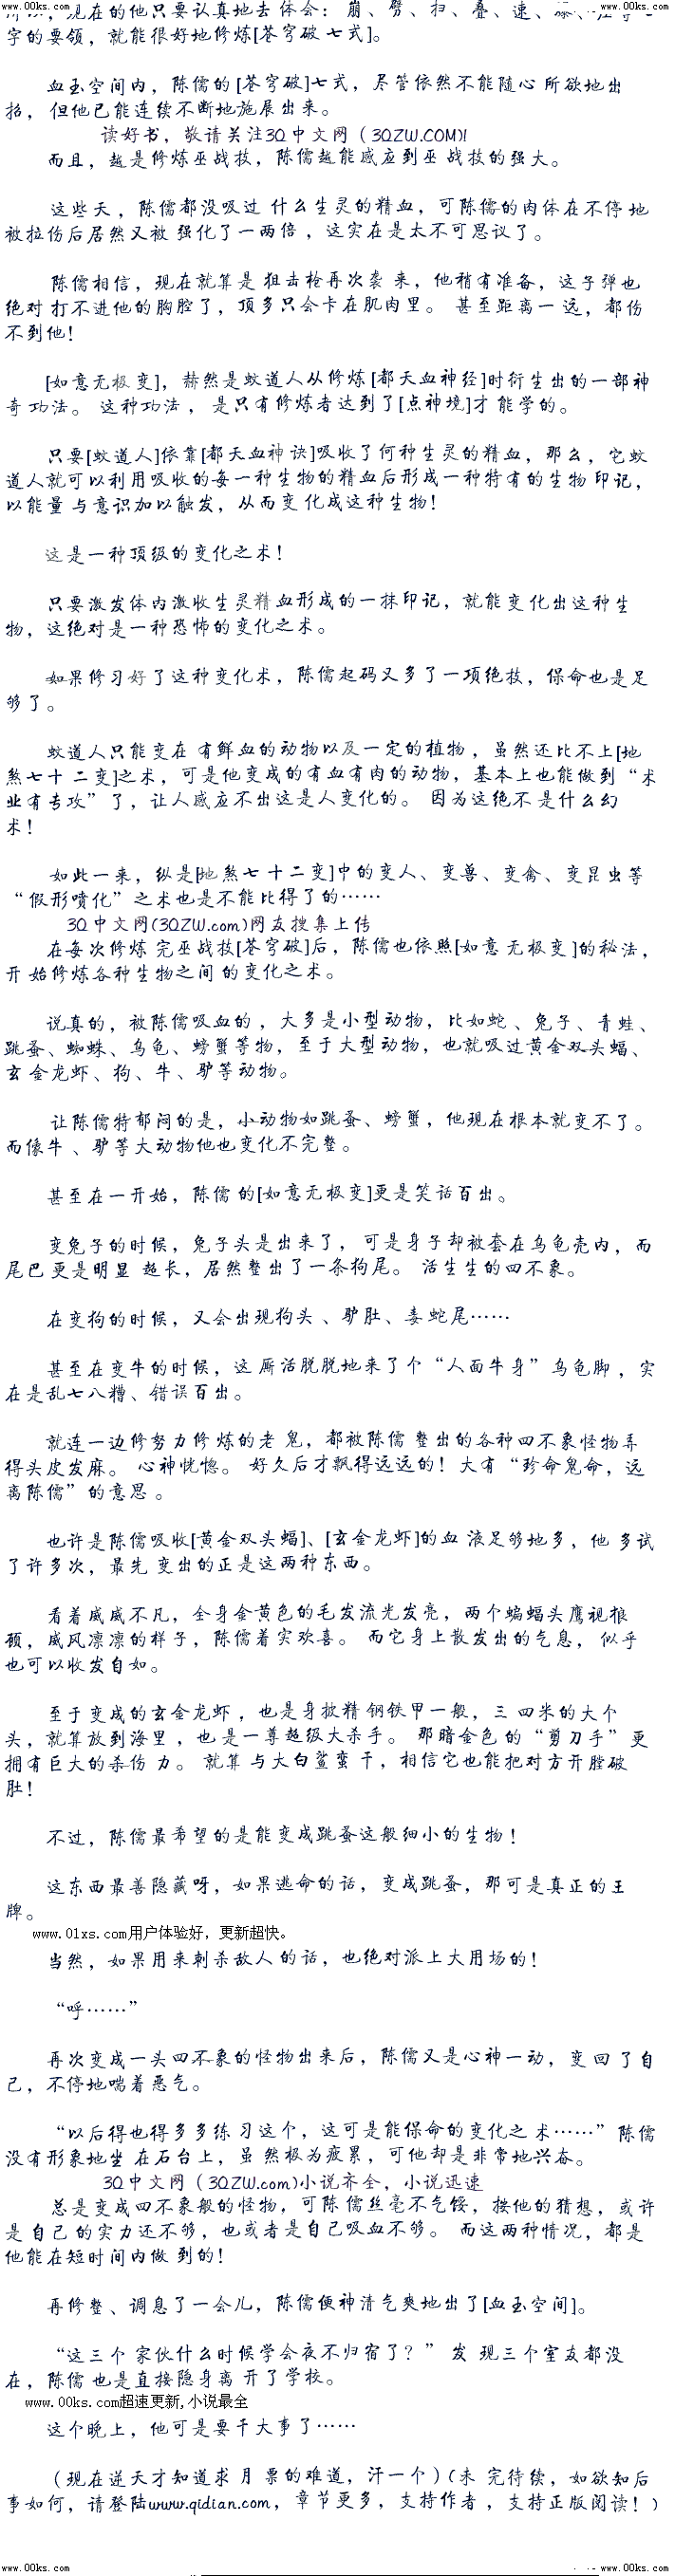 www.00ks.com www.00ks.com
所以，现在的他只要认真地去体会：崩、劈、扫、叠、速、
字的要领，就能很好地修炼[苍穹破七式]。
血玉空间内，陈儒的[苍穹破]七式，尽管依然不能随心所欲地出
招，但他已能连续不断地施展出来。
读好书，敬请关注3Q中文网（3QZW.COM)!
而且，越是修炼巫战技，陈儒越能感应到巫战技的强大。
这些天，陈儒都没吸过什么生灵的精血，可陈儒的肉体在不停地
被拉伤后居然又被强化了一两倍，这实在是太不可思议了。
陈儒相信，现在就算是狙击枪再次袭来，他稍有准备，这子弹也
绝对打不进他的胸腔了，顶多只会卡在肌肉里。甚至距离一远，都伤
不到他！
[如意无极变]，赫然是蚊道人从修炼[都天血神经]时衍生出的一部神
奇功法。这种功法，是只有修炼者达到了[点神境]才能学的。
只要[蚊道人]依靠[都天血神诀]吸收了何种生灵的精血，那么，它蚊
道人就可以利用吸收的每一种生物的精血后形成一种特有的生物印记，
以能量与意识加以触发，从而变化成这种生物！
这是一种顶级的变化之术！
只要激发体内激收生灵精血形成的一抹印记，就能变化出这种生
物，这绝对是一种恐怖的变化之术。
如果修习好了这种变化术，陈儒起码又多了一项绝技，保命也是足
够了。
蚊道人只能变在有鲜血的动物以及一定的植物，虽然还比不上[地
煞七十二变]之术，可是他变成的有血有肉的动物，基本上也能做到“术
业有专攻”了，让人感应不出这是人变化的。因为这绝不是什么幻
术！
如此一来，纵是[地煞七十二变]中的变人、变兽、变禽、变昆虫等
“假形喷化”之术也是不能比得了的……
3Q中文网(3QZW.com)网友搜集上传
在每次修炼完巫战技[苍穹破]后，陈儒也依照[如意无极变]的秘法，
开始修炼各种生物之间的变化之术。
说真的，被陈儒吸血的，大多是小型动物，比如蛇、兔子、青蛙、
跳蚤、蜘蛛、乌龟、螃蟹等物，至于大型动物，也就吸过黄金双头蝠、
玄金龙虾、狗、牛、驴等动物。
让陈儒特郁闷的是，小动物如跳蚤、螃蟹，他现在根本就变不了。
而像牛、驴等大动物他也变化不完整。
甚至在一开始，陈儒的[如意无极变]更是笑话百出。
变兔子的时候，兔子头是出来了，可是身子却被套在乌龟壳内，而
尾巴更是明显超长，居然整出了一条狗尾。活生生的四不象。
在变狗的时候，又会出现狗头、驴肚、毒蛇尾……
甚至在变牛的时候，这厮活脱脱地来了个“人面牛身”乌龟脚，实
在是乱七八糟、错误百出。
就连一边修努力修炼的老鬼，都被陈儒整出的各种四不象怪物弄
得头皮发麻。心神恍惚。好久后才飘得远远的！大有“珍命鬼命，远
离陈儒”的意思。
也许是陈儒吸收[黄金双头蝠]、[玄金龙虾]的血液足够地多，他多试
了许多次，最先变出的正是这两种东西。
看着威威不凡，全身金黄色的毛发流光发亮，两个蝙蝠头鹰视狼
顾，威风凛凛的样子，陈儒着实欢喜。而它身上散发出的气息，似乎
也可以收发自如。
至于变成的玄金龙虾，也是身披精钢铁甲一般，三四米的大个
头，就算放到海里，也是一尊超级大杀手。那暗金色的“剪刀手”更
拥有巨大的杀伤力。就算与大白鲨蛮干，相信它也能把对方开膛破
肚！
不过，陈儒最希望的是能变成跳蚤这般细小的生物！
这东西最善隐藏呀，如果逃命的话，变成跳蚤，那可是真正的王
牌。
www.01xs.com用户体验好，更新超快。
当然，如果用来刺杀敌人的话，也绝对派上大用场的！
“呼……”
再次变成一头四不象的怪物出来后，陈儒又是心神一动，变回了自
己，不停地喘着恶气。
“以后得也得多多练习这个，这可是能保命的变化之术……”陈儒
没有形象地坐在石台上，虽然极为疲累，可他却是非常地兴奋。
3Q中文网（3QZW.com)小说齐全，小说迅速
总是变成四不象般的怪物，可陈儒丝毫不气馁，按他的猜想，或许
是自己的实力还不够，也或者是自己吸血不够。而这两种情况，都是
他能在短时间内做到的！
再修整、调息了一会儿，陈儒便神清气爽地出了[血玉空间]。
“这三个家伙什么时候学会夜不归宿了？”发现三个室友都没
在，陈儒也是直接隐身离开了学校。
www.00ks.com超速更新,小说最全
这个晚上，他可是要干大事了……
（现在逆天才知道求月票的难道，汗一个）(未完待续，如欲知后
事如何，请登陆www.qidian.com，章节更多，支持作者，支持正版阅读！)
www.00ks.com www.00ks.com